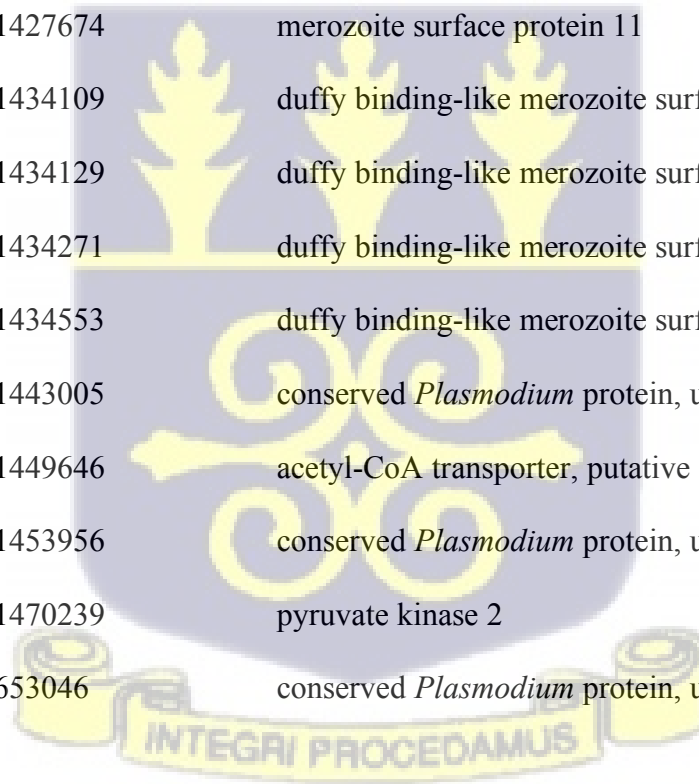 1427674 merozoite surface protein 11
1434109 duffy binding-like merozoite surf
1434129 duffy binding-like merozoite surf
1434271 duffy binding-like merozoite surf
1434553 duffy binding-like merozoite surf
1443005 conserved Plasmodium protein, u
1449646 acetyl-CoA transporter, putative
1453956 conserved Plasmodium protein, u
1470239 pyruvate kinase 2
653046 conserved Plasmodium protein, u
INTEGRI PROCEDAMUS